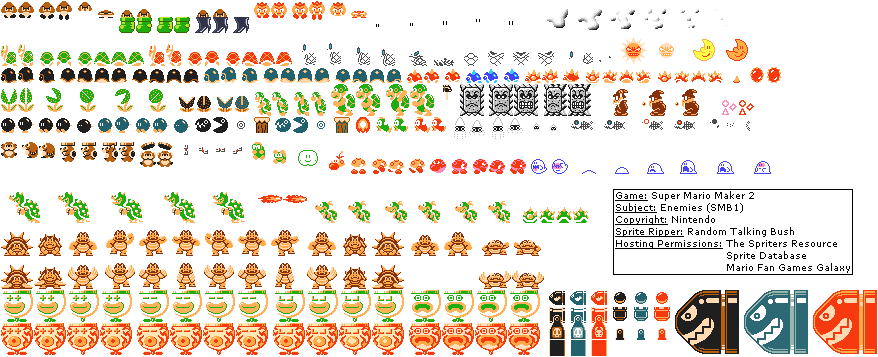 Game: Super Mario Maker 2
Subject: Enemies (SMB1)
Copyright: Nintendo
Sprite Ripper: Random Talking Bush
Hosting Permissions: The Spriters Resource
Sprite Database
Mario Fan Games Galaxy